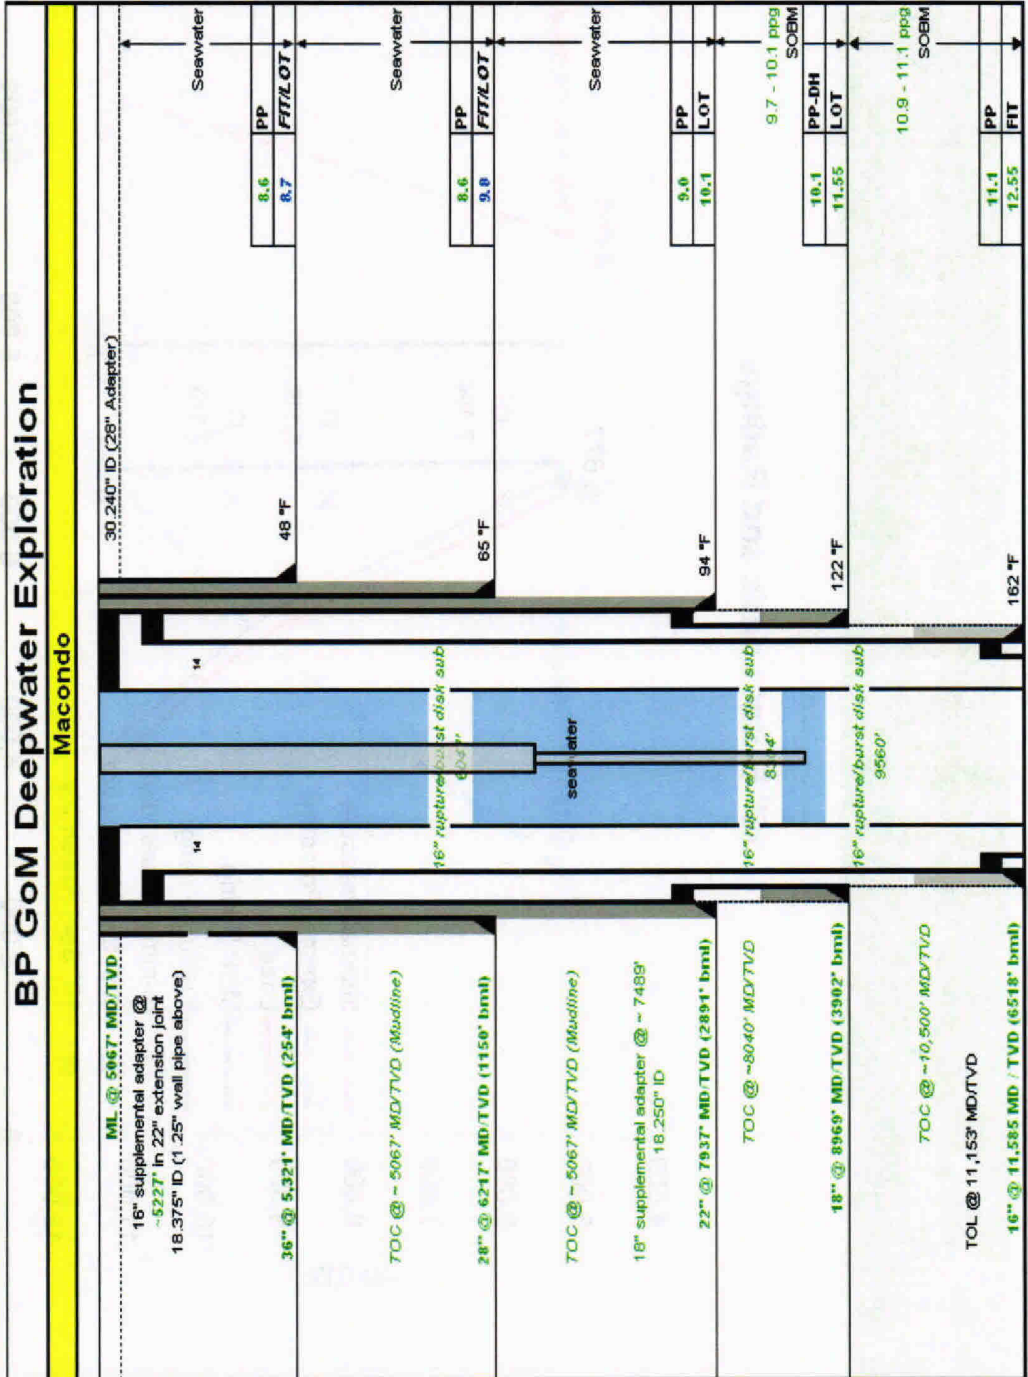 BP GoM Deepwater Exploration
Macondo
ML @ 5067' MD/TVD
16" supplemental adapter @
~5227' in 22" extension joint
18.375" ID (1.25" wall pipe above)
36" @ 5,321' MD/TVD (254' bml)
TOC @ ~ 5067' MD/TVD (Mudline)
28" @ 6217' MD/TVD (1150' bml)
TOC @ ~ 5067' MD/TVD (Mudline)
18" supplemental adapter @ ~ 7489'
18.250" ID
22" @ 7937' MD/TVD (2891' bml)
TOC @ ~8040' MD/TVD
18" @ 8969' MD/TVD (3902' bml)
TOC @ ~10,500' MD/TVD
TOL @ 11,153' MD/TVD
16" @ 11,585 MD / TVD (6518' bml)
14
14
16" rupture/burst disk sub
6047'
seawater
16" rupture/burst disk sub
8304'
16" rupture/burst disk sub
9560'
30.240" ID (28" Adapter)
48 °F
65 °F
94 °F
122 °F
162 °F
Seawater
8.6 PP
8.7 FIT/LOT
Seawater
8.6 PP
9.8 FIT/LOT
Seawater
9.0 PP
10.1 LOT
9.7 - 10.1 ppg
SOBM
10.1 PP-DH
11.55 LOT
10.9 - 11.1 ppg
SOBM
11.1 PP
12.55 FIT